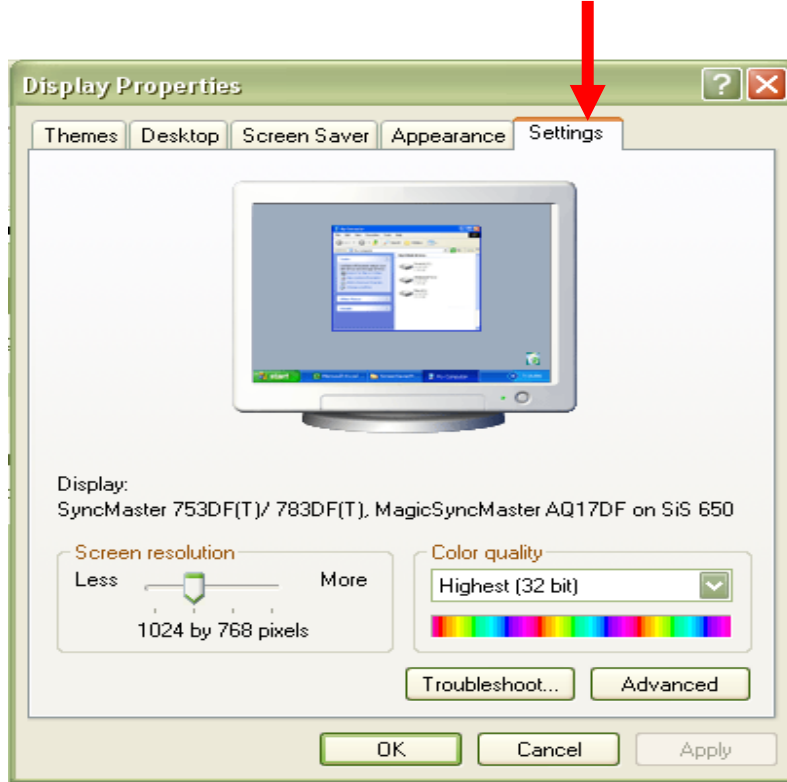 Display Properties
Themes Desktop Screen Saver Appearance Settings
start
Display:
SyncMaster 753DF(T)/ 783DF(T), MagicSyncMaster AQ17DF on SiS 650
Screen resolution
Less More
1024 by 768 pixels
Color quality
Highest (32 bit)
Troubleshoot... Advanced
OK Cancel Apply